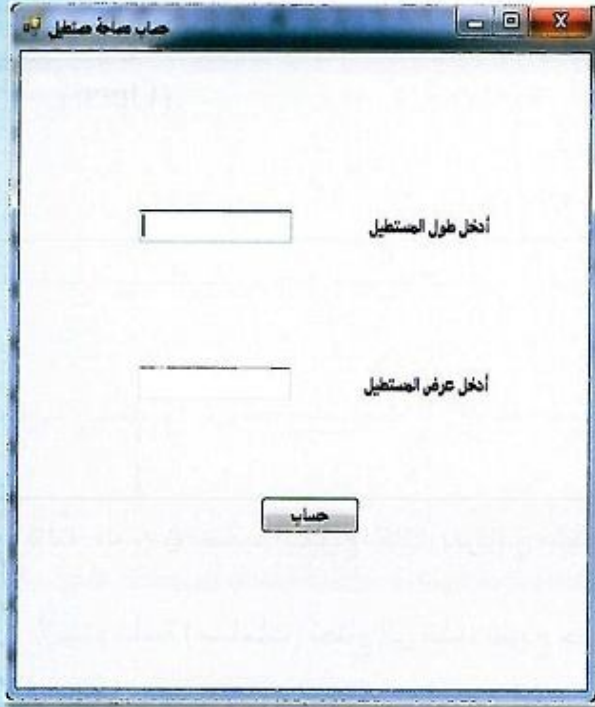 حساب مساحة مستطيل
أدخل طول المستطيل
أدخل عرض المستطيل
حساب